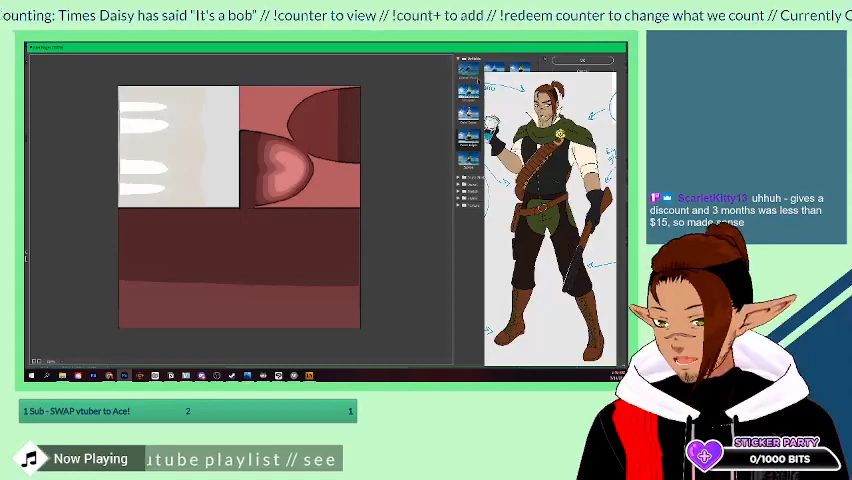 ounting: Times Daisy has said "It's a bob" // !counter to view // !count+ to add // !redeem counter to change what we count // Currently C
OK
ScarletKitty13 uhhuh - gives a
discount and 3 months was less than
$15, so made sense
1 Sub - SWAP vtuber to Ace!
2
1
STICKER PARTY
0/1000 BITS
Now Playing
utube playlist // see